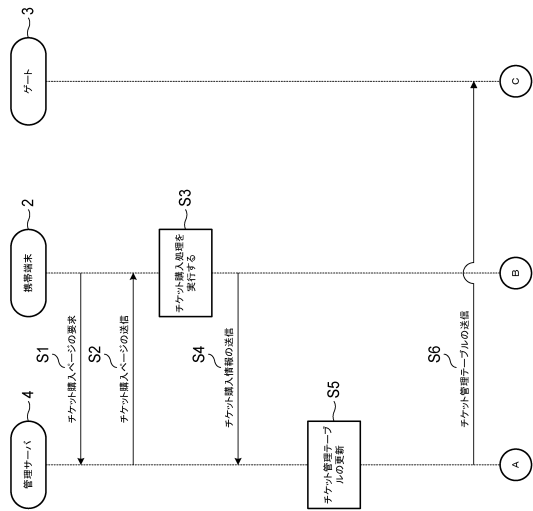 管理サーバ
4
携帯端末
2
ゲート
3
S1
チケット購入ページの要求
S2
チケット購入ページの送信
S3
チケット購入処理を
実行する
S4
チケット購入情報の送信
S5
チケット管理テーブ
ルの更新
S6
チケット管理テーブルの送信
A
B
C